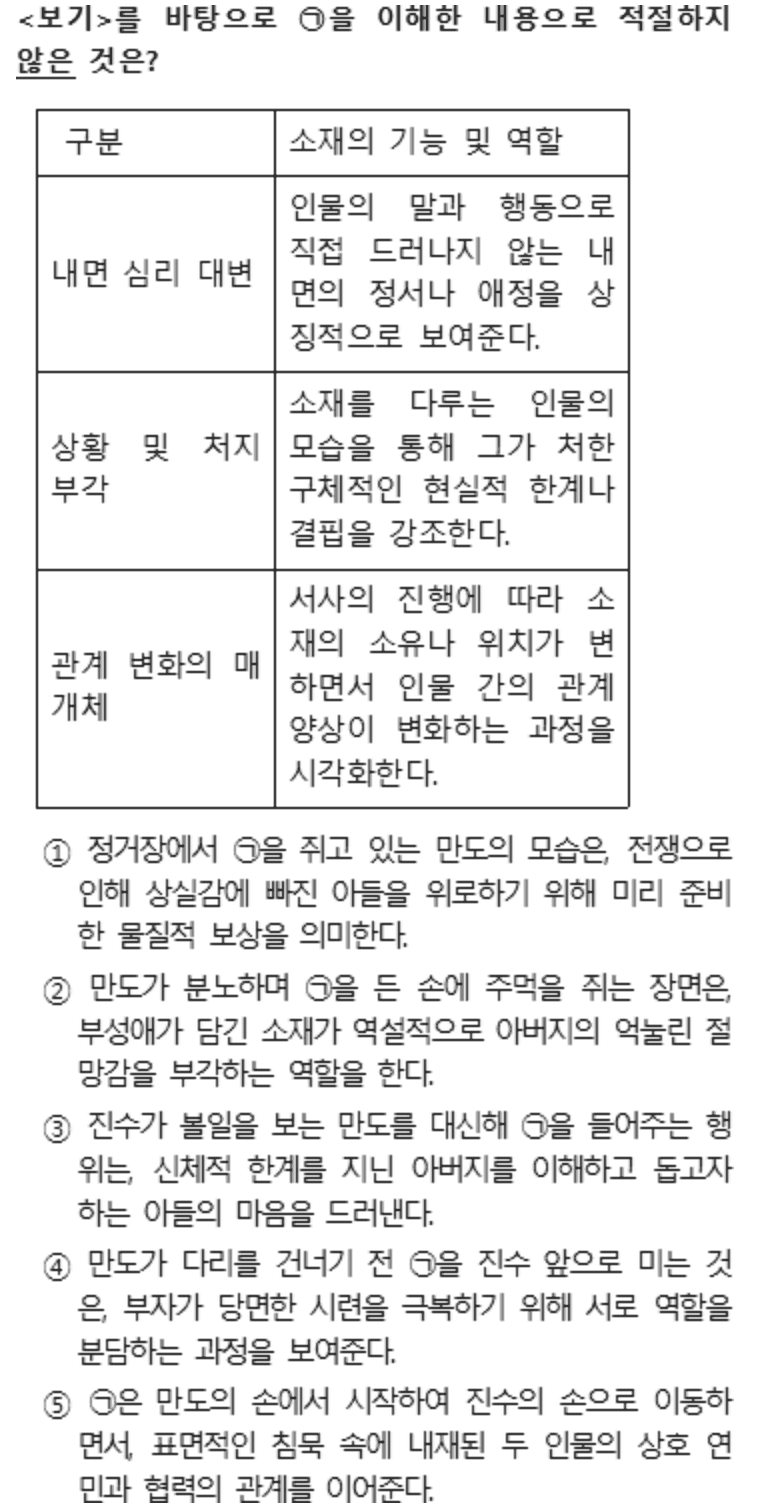 <보기>를 바탕으로 ㉠을 이해한 내용으로 적절하지
않은 것은?
구분
소재의 기능 및 역할
내면 심리 대변
인물의 말과 행동으로
직접 드러나지 않는 내
면의 정서나 애정을 상
징적으로 보여준다.
상황 및 처지
부각
소재를 다루는 인물의
모습을 통해 그가 처한
구체적인 현실적 한계나
결핍을 강조한다.
관계 변화의 매
개체
서사의 진행에 따라 소
재의 소유나 위치가 변
하면서 인물 간의 관계
양상이 변화하는 과정을
시각화한다.
① 정거장에서 ㉠을 쥐고 있는 만도의 모습은, 전쟁으로
인해 상실감에 빠진 아들을 위로하기 위해 미리 준비
한 물질적 보상을 의미한다.
② 만도가 분노하며 ㉠을 든 손에 주먹을 쥐는 장면은,
부성애가 담긴 소재가 역설적으로 아버지의 억눌린 절
망감을 부각하는 역할을 한다.
③ 진수가 볼일을 보는 만도를 대신해 ㉠을 들어주는 행
위는, 신체적 한계를 지닌 아버지를 이해하고 돕고자
하는 아들의 마음을 드러낸다.
④ 만도가 다리를 건너기 전 ㉠을 진수 앞으로 미는 것
은, 부자가 당면한 시련을 극복하기 위해 서로 역할을
분담하는 과정을 보여준다.
⑤ ㉠은 만도의 손에서 시작하여 진수의 손으로 이동하
면서, 표면적인 침묵 속에 내재된 두 인물의 상호 연
민과 협력의 관계를 이어준다.